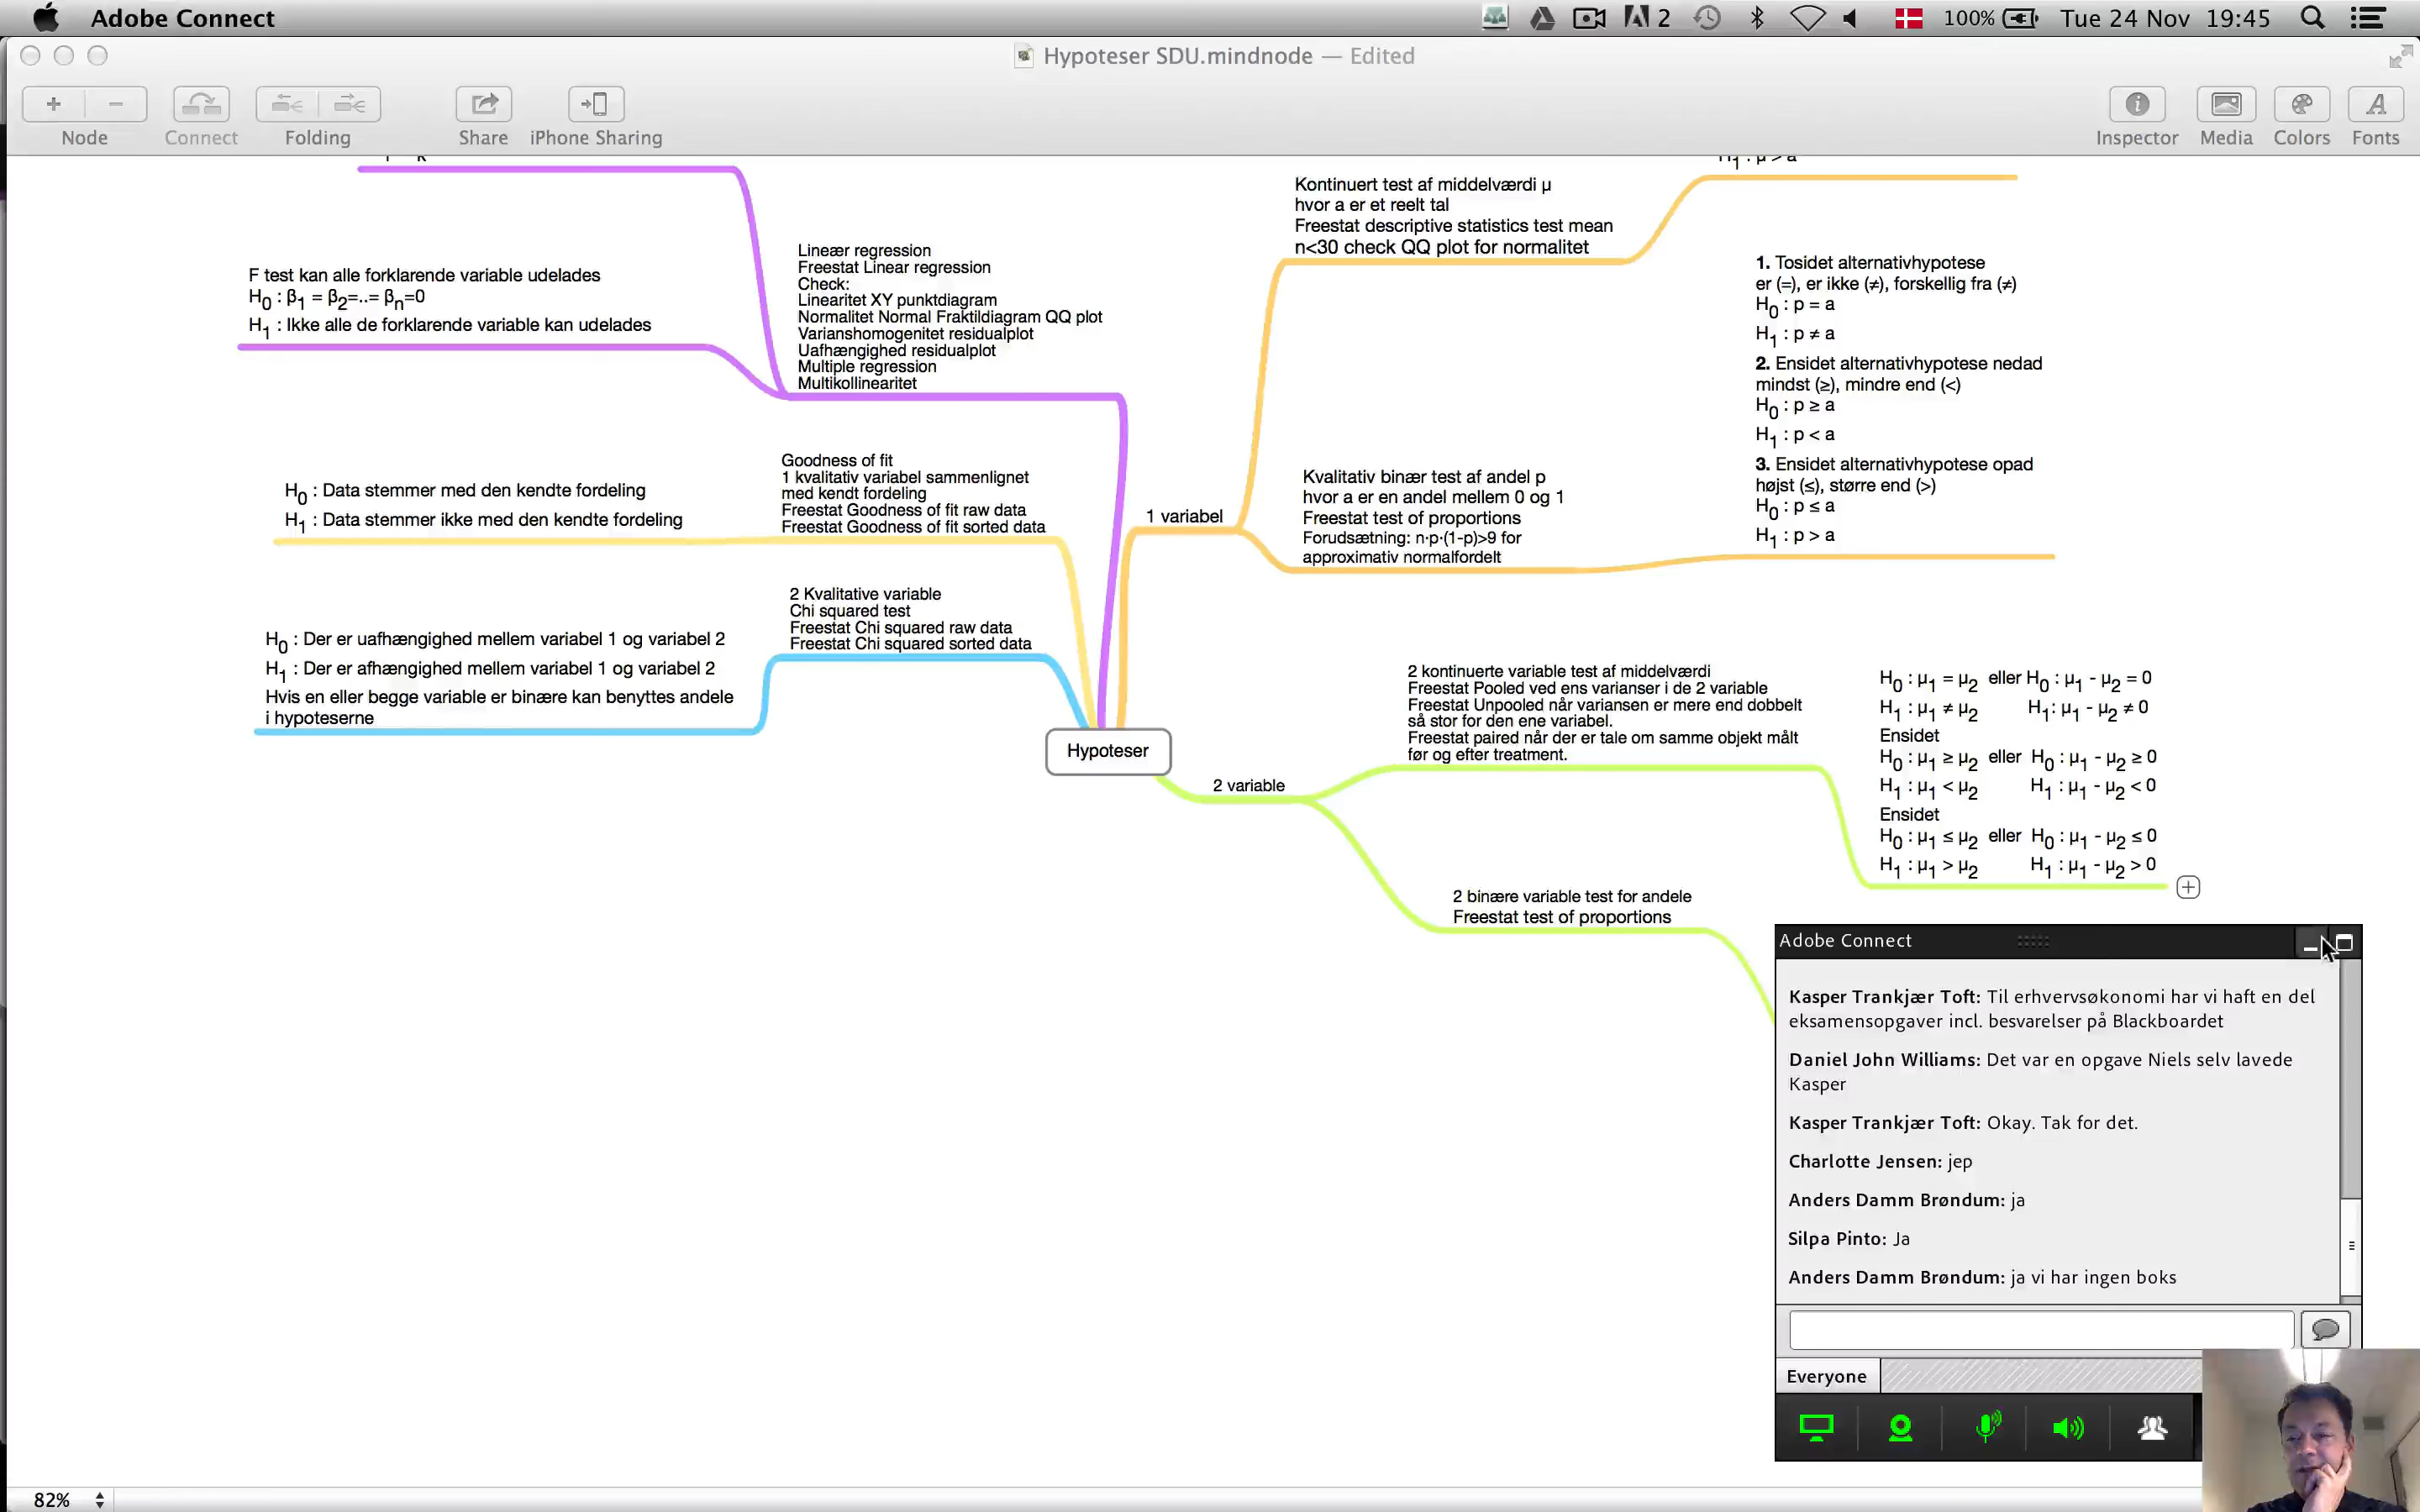 Adobe Connect
2
100%
Tue 24 Nov 19:45
Hypoteser SDU.mindnode — Edited
Node
Connect
Folding
Share
iPhone Sharing
Inspector
Media
Colors
Fonts
H1 : μ > a
Kontinuert test af middelværdi μ
hvor a er et reelt tal
Freestat descriptive statistics test mean
n<30 check QQ plot for normalitet
Lineær regression
Freestat Linear regression
Check:
Linearitet XY punktdiagram
Normalitet Normal Fraktildiagram QQ plot
Varianshomogenitet residualplot
Uafhængighed residualplot
Multiple regression
Multikollinearitet
F test kan alle forklarende variable udelades
H0 : β1 = β2=..= βn=0
H1 : Ikke alle de forklarende variable kan udelades
1. Tosidet alternativhypotese
er (=), er ikke (≠), forskellig fra (≠)
H0 : p = a
H1 : p ≠ a
2. Ensidet alternativhypotese nedad
mindst (≥), mindre end (<)
H0 : p ≥ a
H1 : p < a
3. Ensidet alternativhypotese opad
højst (≤), større end (>)
H0 : p ≤ a
H1 : p > a
Goodness of fit
1 kvalitativ variabel sammenlignet
med kendt fordeling
Freestat Goodness of fit raw data
Freestat Goodness of fit sorted data
H0 : Data stemmer med den kendte fordeling
H1 : Data stemmer ikke med den kendte fordeling
1 variabel
Kvalitativ binær test af andel p
hvor a er en andel mellem 0 og 1
Freestat test of proportions
Forudsætning: n·p·(1-p)>9 for
approximativ normalfordelt
2 Kvalitative variable
Chi squared test
Freestat Chi squared raw data
Freestat Chi squared sorted data
H0 : Der er uafhængighed mellem variabel 1 og variabel 2
H1 : Der er afhængighed mellem variabel 1 og variabel 2
Hvis en eller begge variable er binære kan benyttes andele
i hypoteserne
Hypoteser
2 variable
2 kontinuerte variable test af middelværdi
Freestat Pooled ved ens varianser i de 2 variable
Freestat Unpooled når variansen er mere end dobbelt
så stor for den ene variabel.
Freestat paired når der er tale om samme objekt målt
før og efter treatment.
H0 : μ1 = μ2 eller H0 : μ1 - μ2 = 0
H1 : μ1 ≠ μ2 H1: μ1 - μ2 ≠ 0
Ensidet
H0 : μ1 ≥ μ2 eller H0 : μ1 - μ2 ≥ 0
H1 : μ1 < μ2 H1 : μ1 - μ2 < 0
Ensidet
H0 : μ1 ≤ μ2 eller H0 : μ1 - μ2 ≤ 0
H1 : μ1 > μ2 H1 : μ1 - μ2 > 0
2 binære variable test for andele
Freestat test of proportions
Adobe Connect
Kasper Trankjær Toft: Til erhvervsøkonomi har vi haft en del
eksamensopgaver incl. besvarelser på Blackboardet
Daniel John Williams: Det var en opgave Niels selv lavede
Kasper
Kasper Trankjær Toft: Okay. Tak for det.
Charlotte Jensen: jep
Anders Damm Brøndum: ja
Silpa Pinto: Ja
Anders Damm Brøndum: ja vi har ingen boks
Everyone
82%